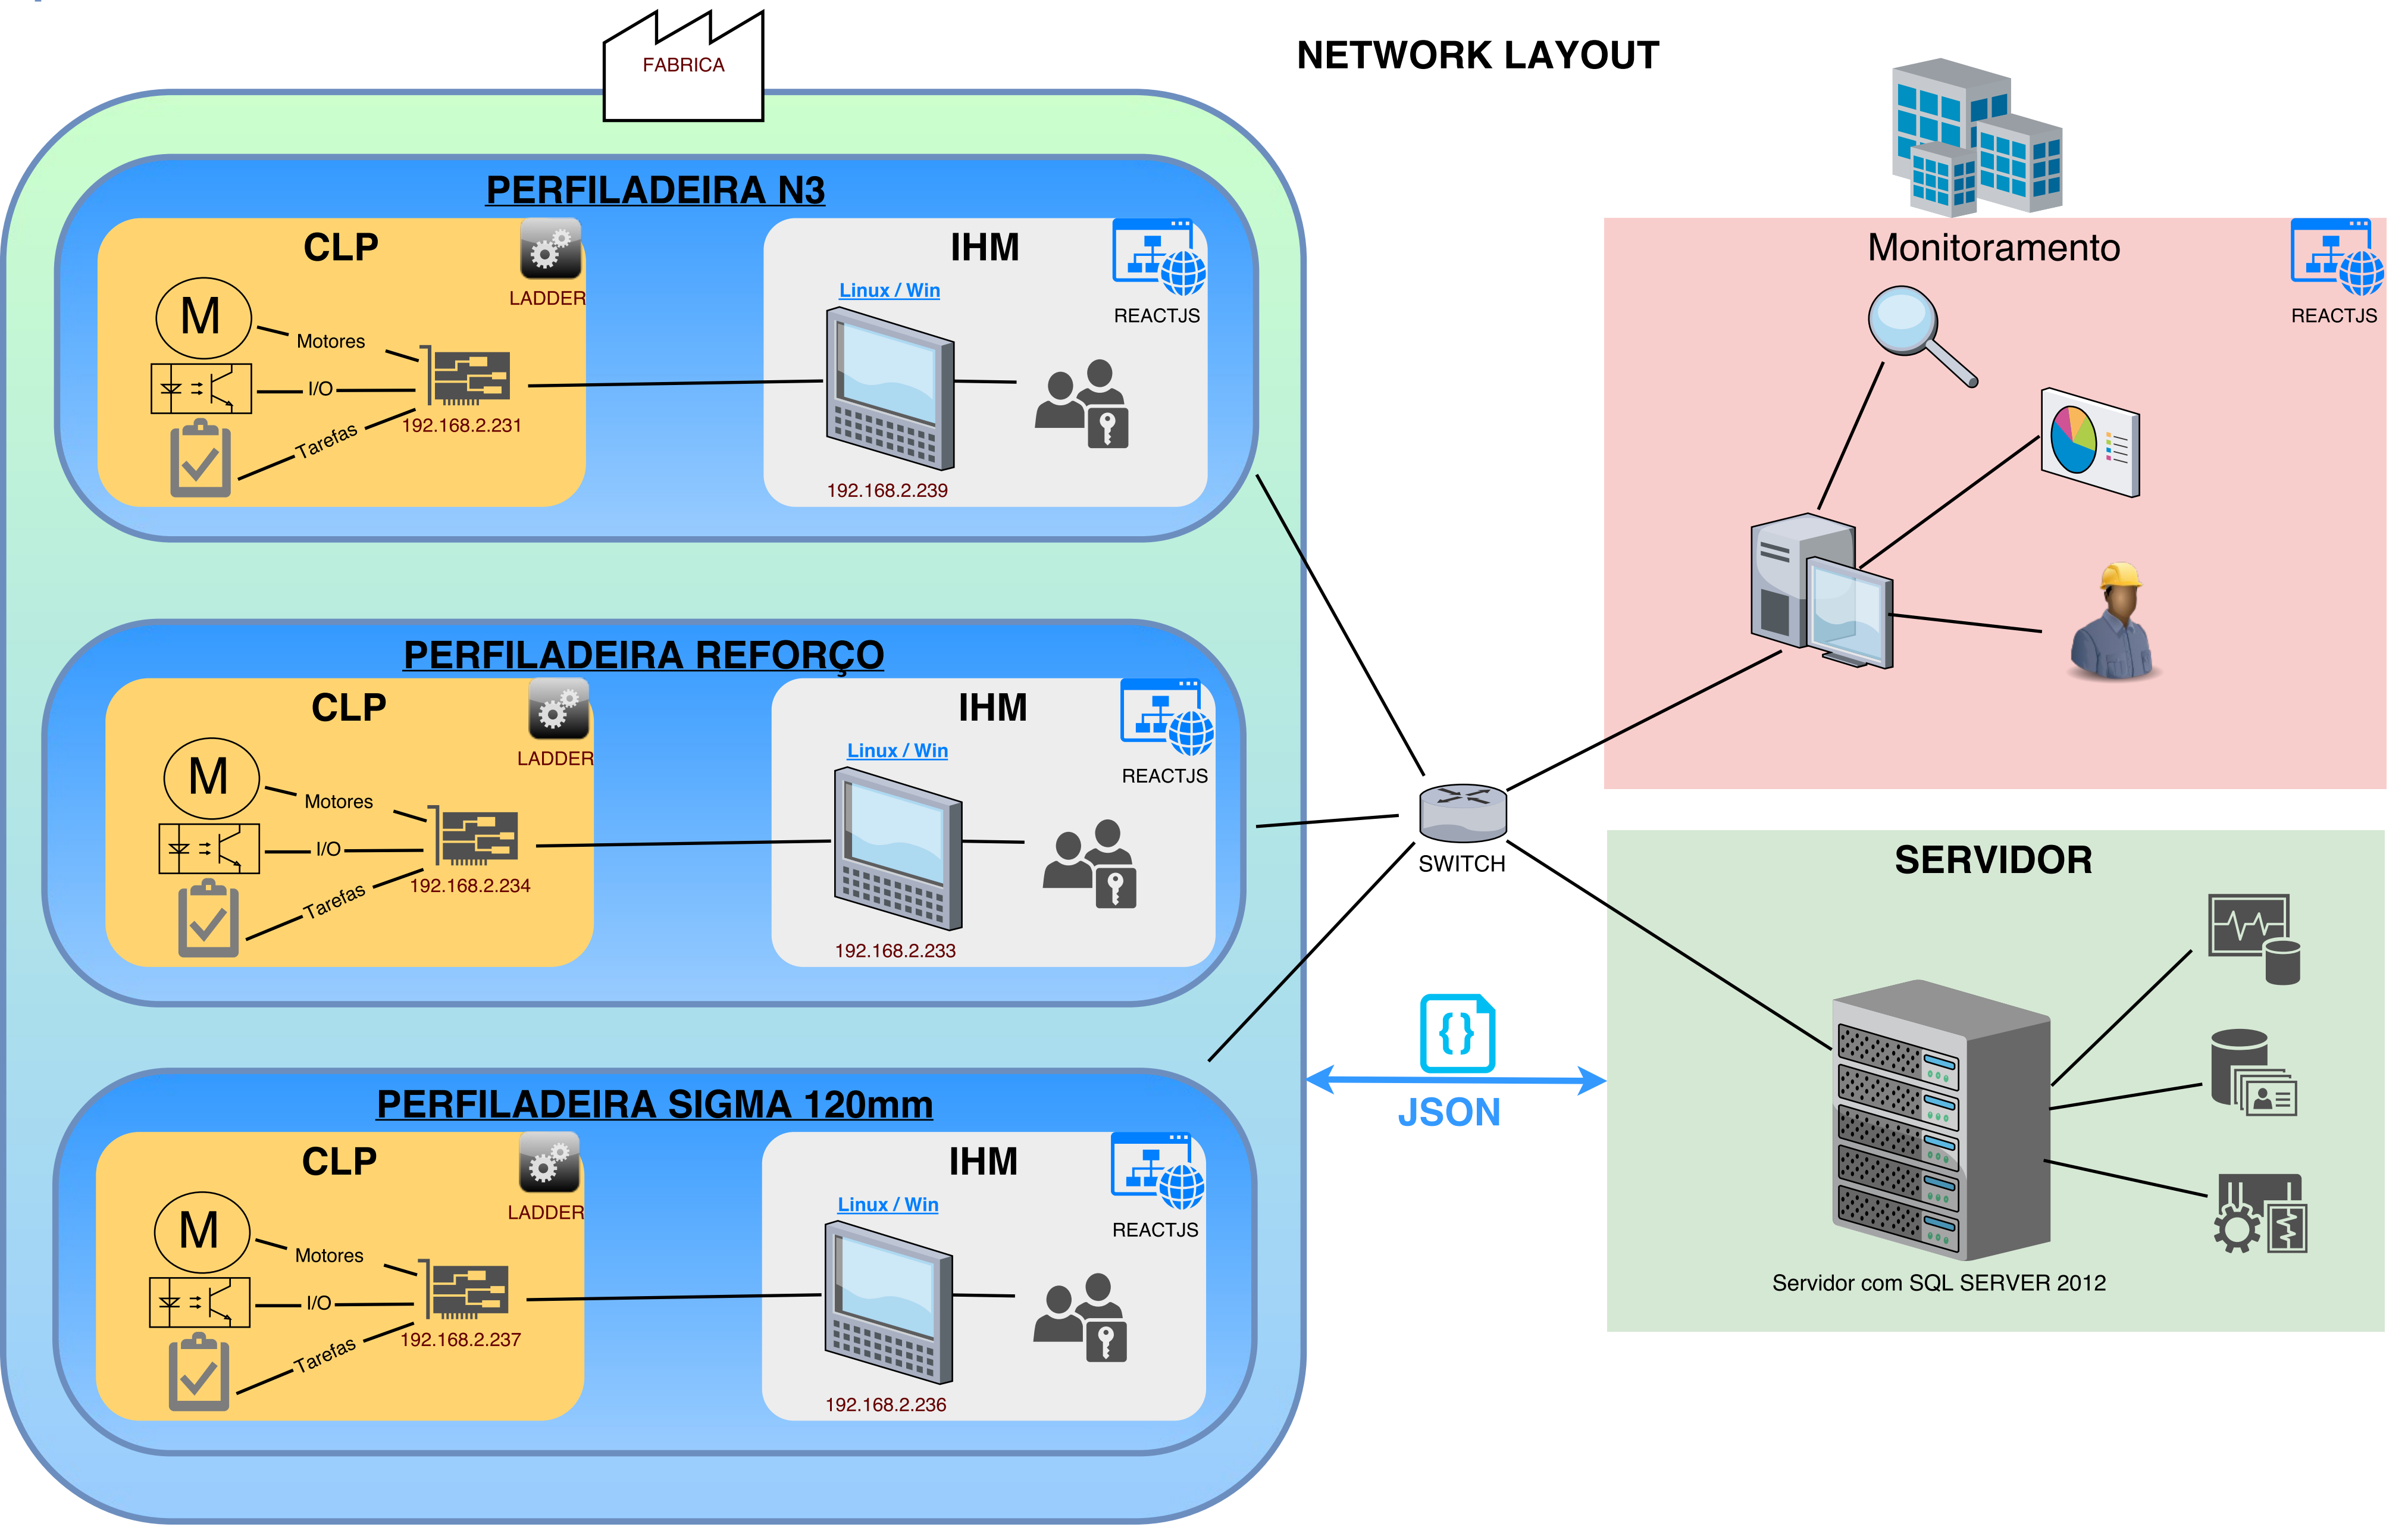 FABRICA
NETWORK LAYOUT
PERFILADEIRA N3
CLP
LADDER
Motores
M
I/O
Tarefas
192.168.2.231
IHM
Linux / Win
REACTJS
192.168.2.239
PERFILADEIRA REFORÇO
CLP
LADDER
Motores
M
I/O
Tarefas
192.168.2.234
IHM
Linux / Win
REACTJS
192.168.2.233
PERFILADEIRA SIGMA 120mm
CLP
LADDER
Motores
M
I/O
Tarefas
192.168.2.237
IHM
Linux / Win
REACTJS
192.168.2.236
SWITCH
{}
JSON
Monitoramento
REACTJS
SERVIDOR
Servidor com SQL SERVER 2012